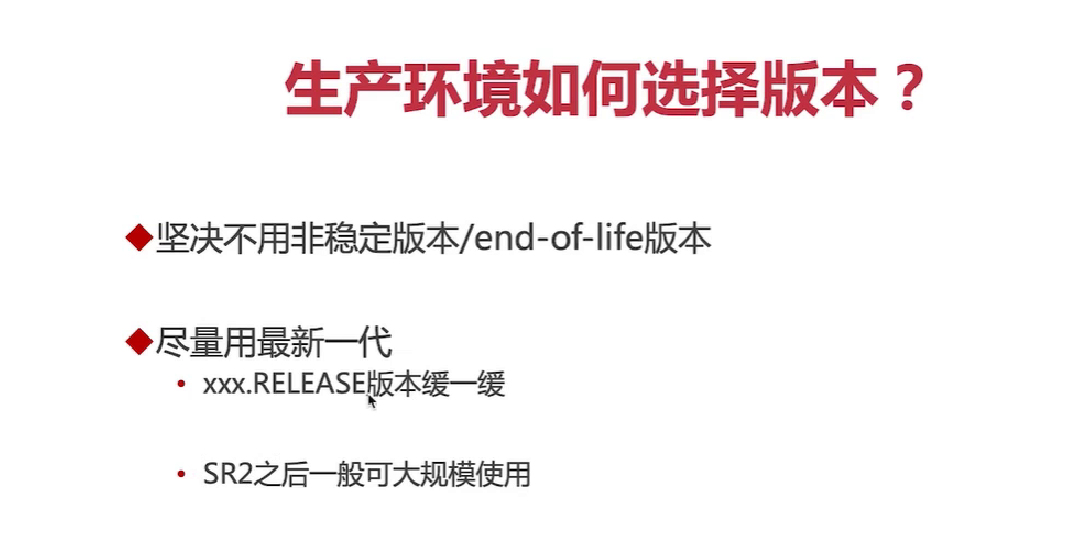 生产环境如何选择版本？
坚决不用非稳定版本/end-of-life版本
尽量用最新一代
xxx.RELEASE版本缓一缓
SR2之后一般可大规模使用